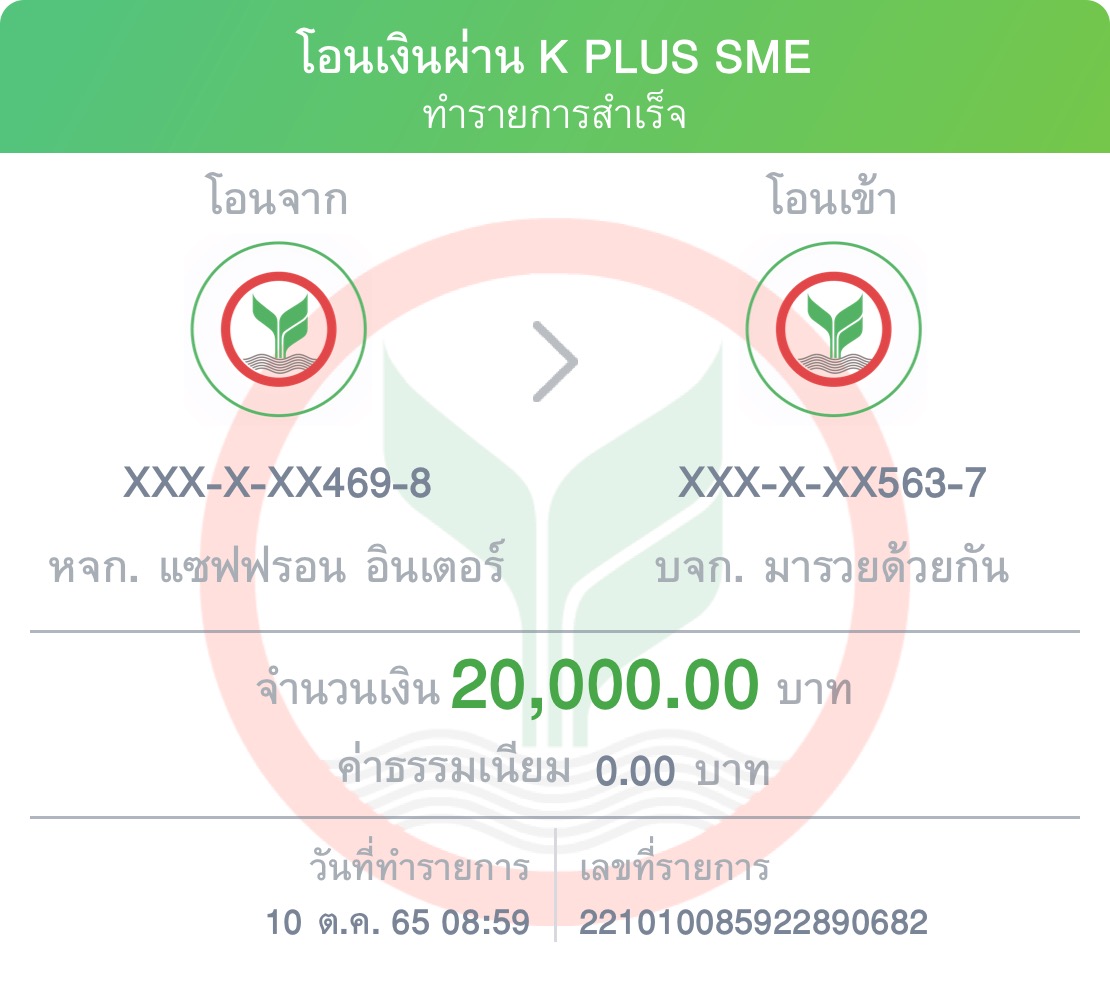 โอนเงินผ่าน K PLUS SME
ทำรายการสำเร็จ
โอนจาก
โอนเข้า
XXX-X-XX469-8
XXX-X-XX563-7
หจก. แซฟฟรอน อินเตอร์
บจก. มารวยด้วยกัน
จำนวนเงิน 20,000.00 บาท
ค่าธรรมเนียม 0.00 บาท
วันที่ทำรายการ
เลขที่รายการ
10 ต.ค. 65 08:59
221010085922890682